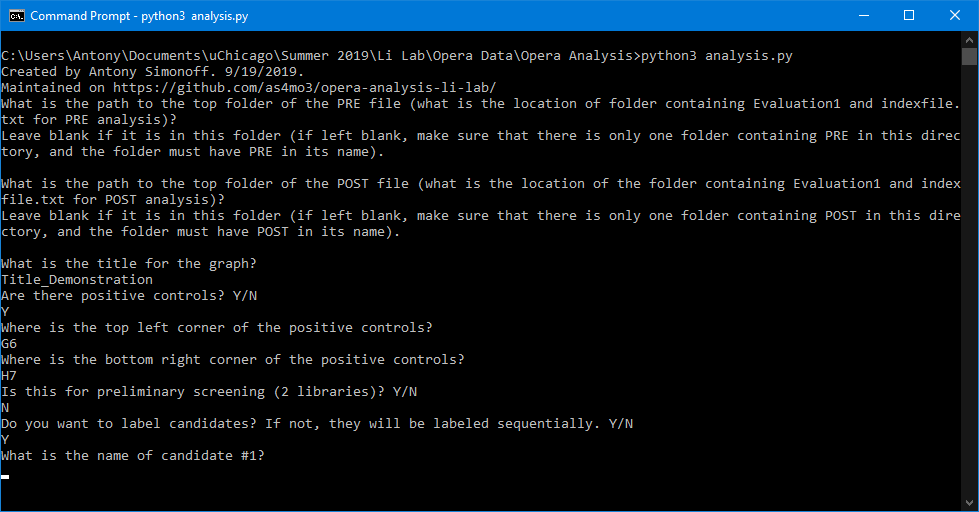 Command Prompt - python3 analysis.py
C:\Users\Antony\Documents\uChicago\Summer 2019\Li Lab\Opera Data\Opera Analysis>python3 analysis.py
Created by Antony Simonoff. 9/19/2019.
Maintained on https://github.com/as4mo3/opera-analysis-li-lab/
What is the path to the top folder of the PRE file (what is the location of folder containing Evaluation1 and indexfile.
txt for PRE analysis)?
Leave blank if it is in this folder (if left blank, make sure that there is only one folder containing PRE in this direc
tory, and the folder must have PRE in its name).
What is the path to the top folder of the POST file (what is the location of the folder containing Evaluation1 and index
file.txt for POST analysis)?
Leave blank if it is in this folder (if left blank, make sure that there is only one folder containing POST in this dire
ctory, and the folder must have POST in its name).
What is the title for the graph?
Title_Demonstration
Are there positive controls? Y/N
Y
Where is the top left corner of the positive controls?
G6
Where is the bottom right corner of the positive controls?
H7
Is this for preliminary screening (2 libraries)? Y/N
N
Do you want to label candidates? If not, they will be labeled sequentially. Y/N
Y
What is the name of candidate #1?